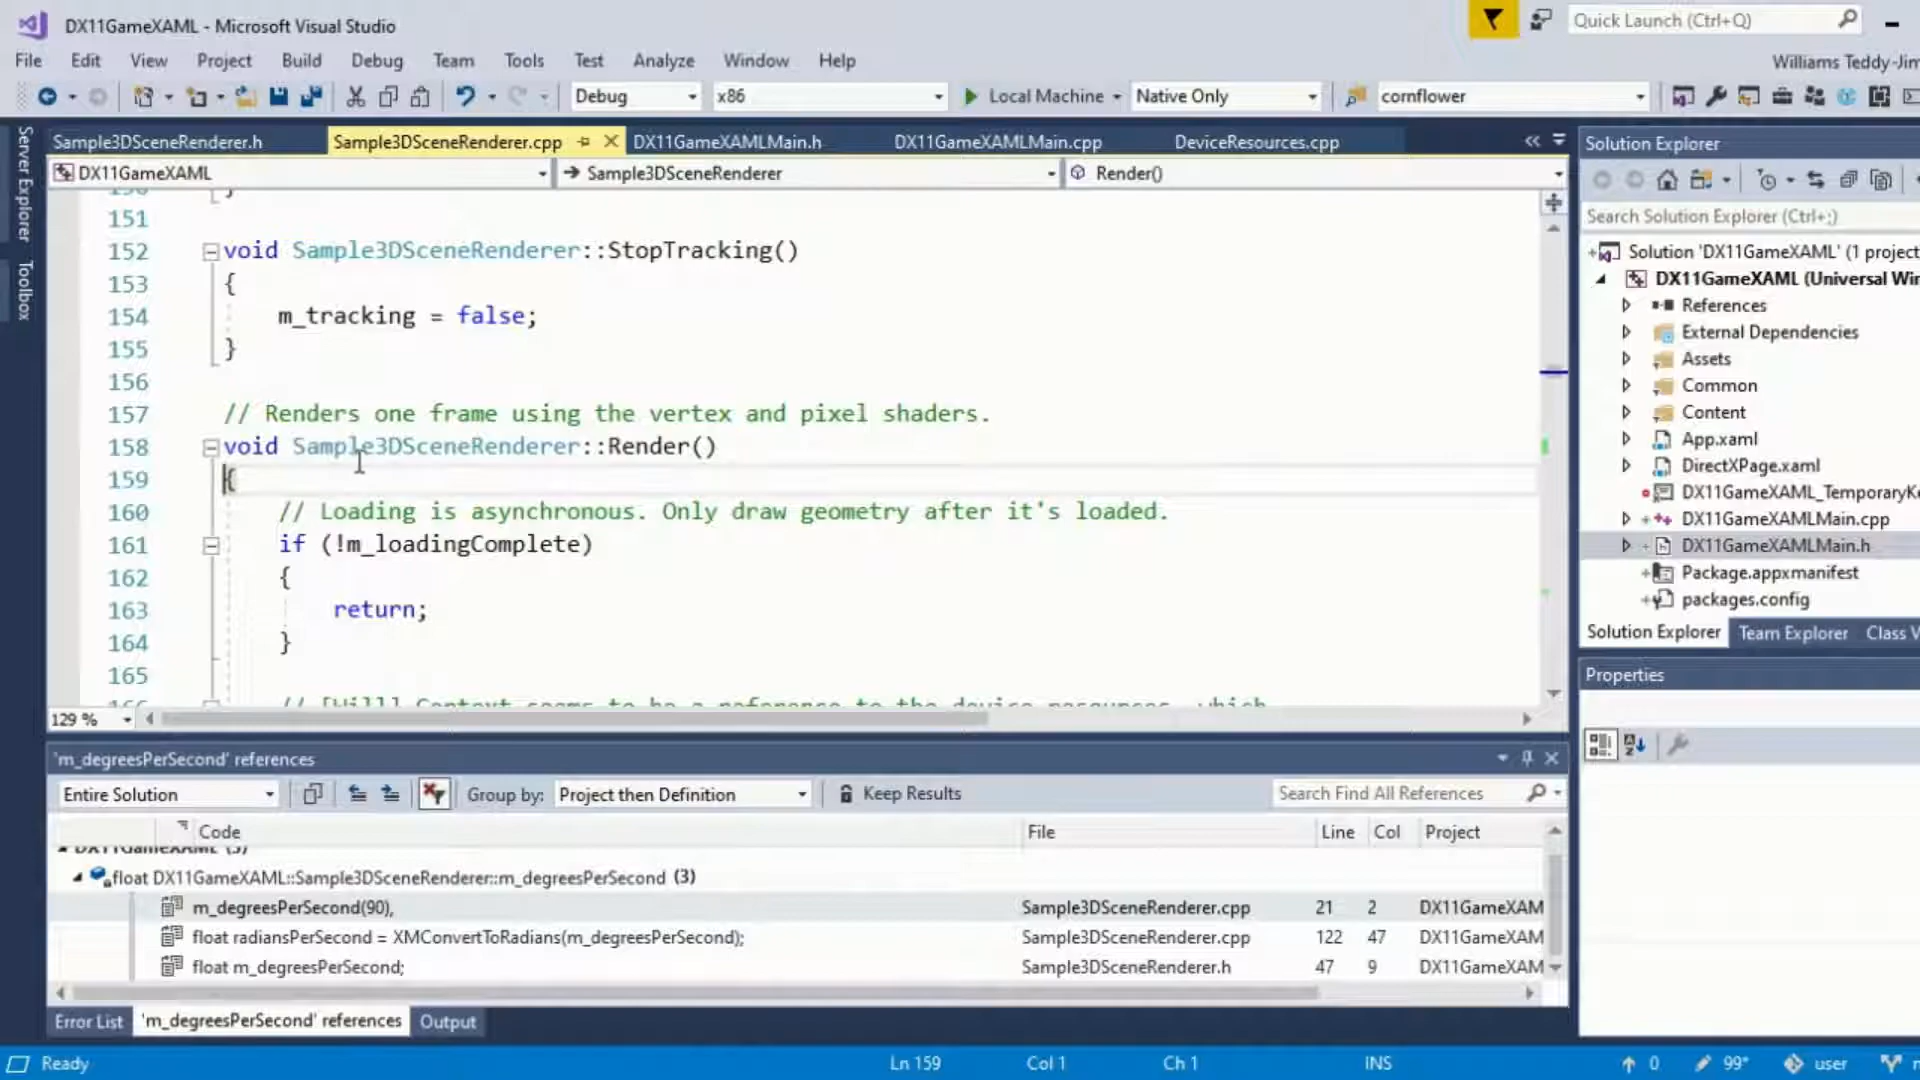 DX11GameXAML - Microsoft Visual Studio
Quick Launch (Ctrl+Q)
File Edit View Project Build Debug Team Tools Test Analyze Window Help
Williams Teddy-Jim
Debug x86 Local Machine Native Only cornflower
Server Explorer
Toolbox
Sample3DSceneRenderer.h Sample3DSceneRenderer.cpp DX11GameXAMLMain.h DX11GameXAMLMain.cpp DeviceResources.cpp
DX11GameXAML Sample3DSceneRenderer Render()
150 }
151
152 void Sample3DSceneRenderer::StopTracking()
153 {
154 m_tracking = false;
155 }
156
157 // Renders one frame using the vertex and pixel shaders.
158 void Sample3DSceneRenderer::Render()
159 {
160 // Loading is asynchronous. Only draw geometry after it's loaded.
161 if (!m_loadingComplete)
162 {
163 return;
164 }
165
166 // [Will] Context seems to be a reference to the device resources, which
129 %
Solution Explorer
Search Solution Explorer (Ctrl+;)
Solution 'DX11GameXAML' (1 project
DX11GameXAML (Universal Win
References
External Dependencies
Assets
Common
Content
App.xaml
DirectXPage.xaml
DX11GameXAML_TemporaryKe
DX11GameXAMLMain.cpp
DX11GameXAMLMain.h
Package.appxmanifest
packages.config
Solution Explorer Team Explorer Class V
Properties
'm_degreesPerSecond' references
Entire Solution Group by: Project then Definition Keep Results Search Find All References
Code File Line Col Project
DX11GameXAML (3)
float DX11GameXAML::Sample3DSceneRenderer::m_degreesPerSecond (3)
m_degreesPerSecond(90), Sample3DSceneRenderer.cpp 21 2 DX11GameXAM
float radiansPerSecond = XMConvertToRadians(m_degreesPerSecond); Sample3DSceneRenderer.cpp 122 47 DX11GameXAM
float m_degreesPerSecond; Sample3DSceneRenderer.h 47 9 DX11GameXAM
Error List 'm_degreesPerSecond' references Output
Ready Ln 159 Col 1 Ch 1 INS 0 99* user